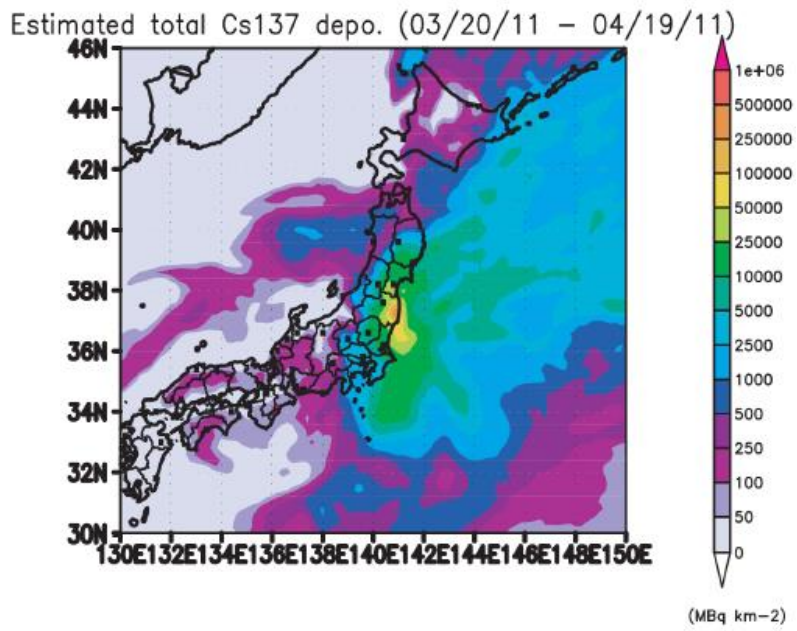 Estimated total Cs137 depo. (03/20/11 – 04/19/11)
46N
44N
42N
40N
38N
36N
34N
32N
30N
130E132E134E136E138E140E142E144E146E148E150E
1e+06
500000
250000
100000
50000
25000
10000
5000
2500
1000
500
250
100
50
0
(MBq km−2)